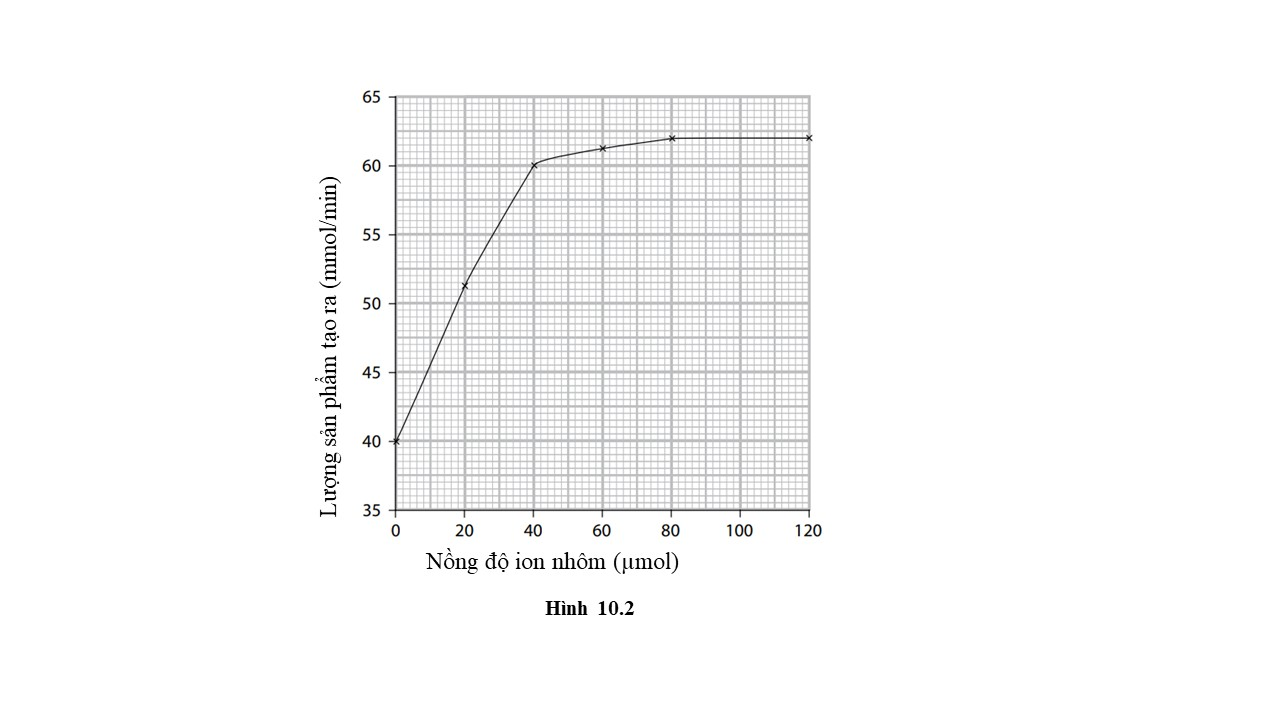 Lượng sản phẩm tạo ra (mmol/min)
65
60
55
50
45
40
35
0 20 40 60 80 100 120
Nồng độ ion nhôm (µmol)
Hình 10.2